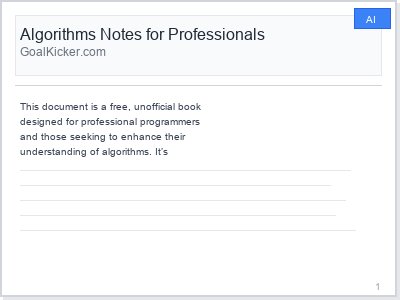 AI
Algorithms Notes for Professionals
GoalKicker.com
This document is a free, unofficial book
designed for professional programmers
and those seeking to enhance their
understanding of algorithms. It's
1